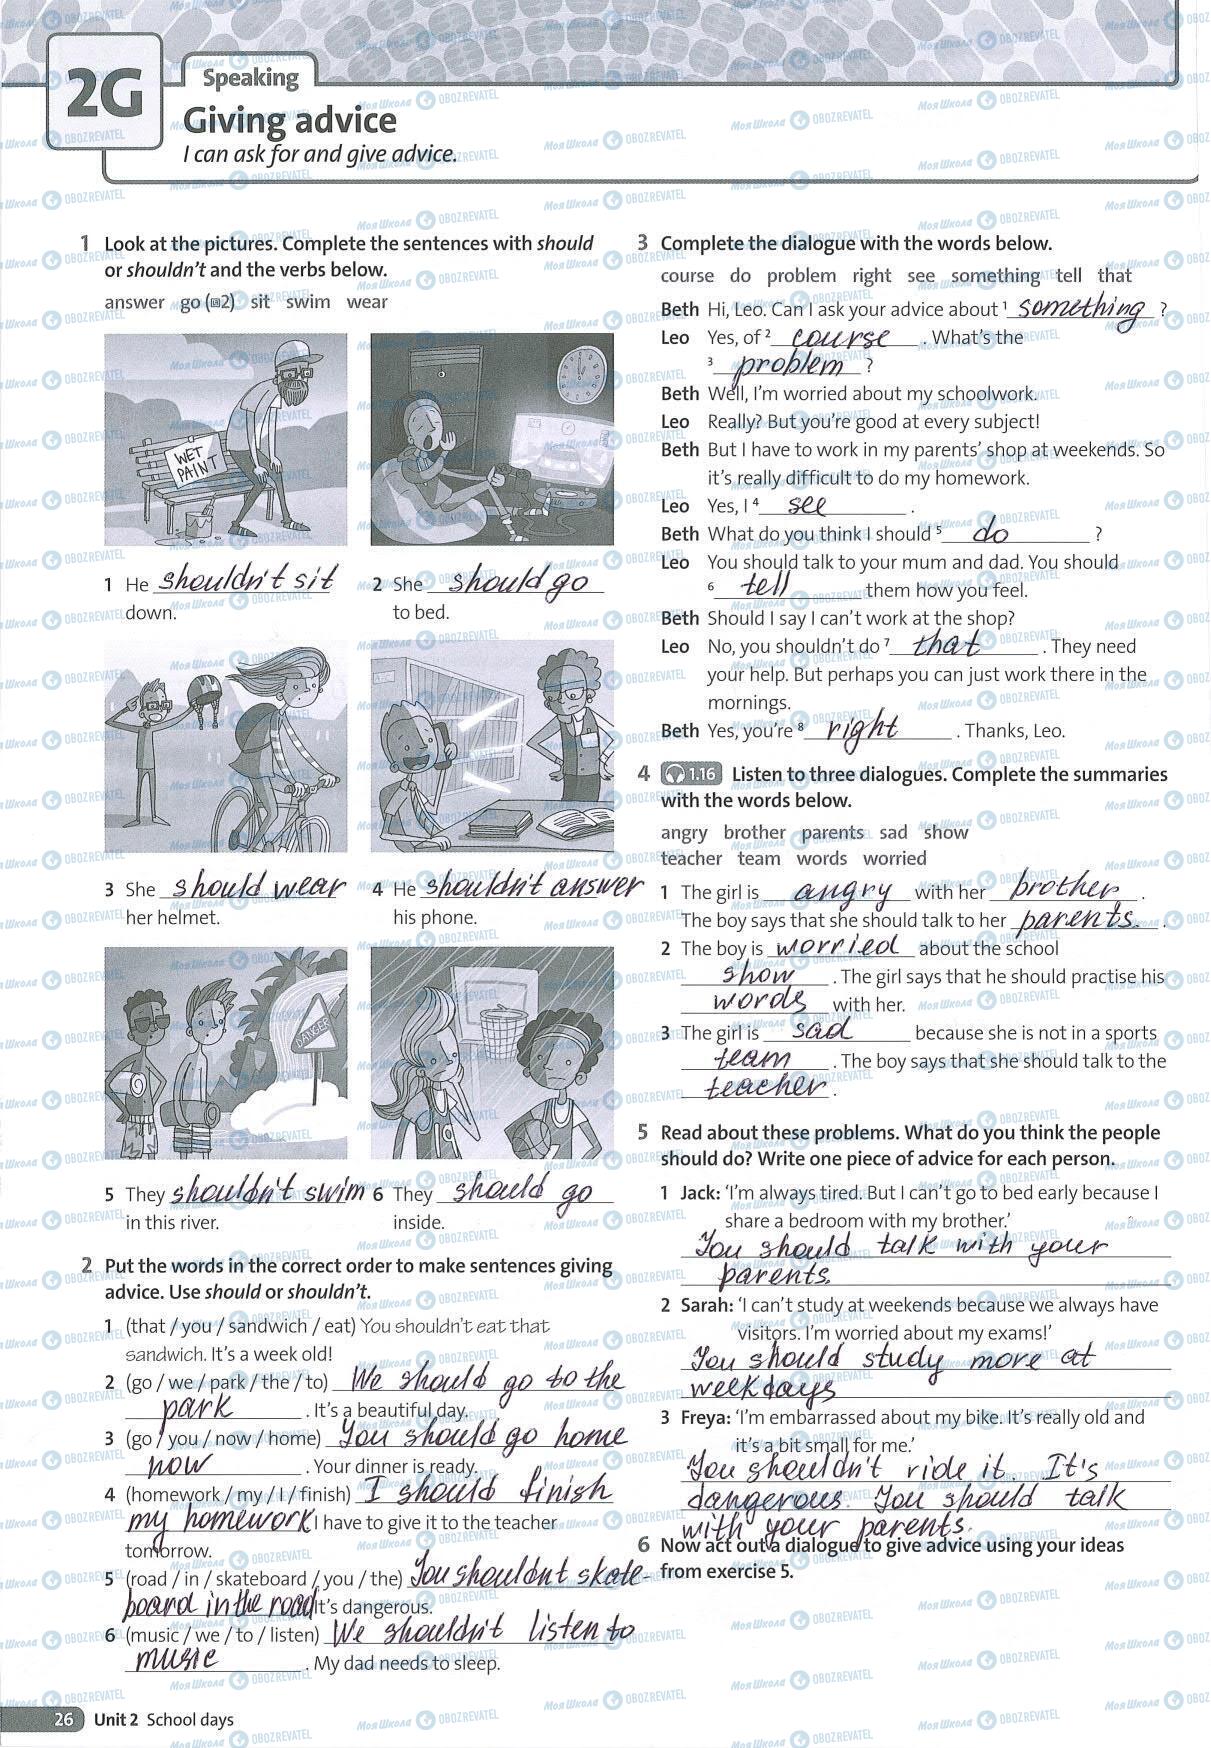 2G
Speaking
Giving advice
I can ask for and give advice.
1 Look at the pictures. Complete the sentences with should
or shouldn't and the verbs below.
answer go (x2) sit swim wear
WET
PAINT
1 He shouldn't sit
down.
2 She should go
to bed.
3 She should wear
her helmet.
4 He shouldn't answer
his phone.
DANGER
5 They shouldn't swim
in this river.
6 They should go
inside.
2 Put the words in the correct order to make sentences giving
advice. Use should or shouldn't.
1 (that / you / sandwich / eat) You shouldn't eat that
sandwich. It's a week old!
2 (go / we / park / the / to) We should go to the
park. It's a beautiful day.
3 (go / you / now / home) You should go home
now. Your dinner is ready.
4 (homework / my / I / finish) I should finish
my homework I have to give it to the teacher
tomorrow.
5 (road / in / skateboard / you / the) You shouldnt skate-
board in the road It's dangerous.
6 (music / we / to / listen) We shouldn't listen to
music. My dad needs to sleep.
3 Complete the dialogue with the words below.
course do problem right see something tell that
Beth Hi, Leo. Can I ask your advice about 1 something ?
Leo Yes, of 2 course. What's the
3 problem ?
Beth Well, I'm worried about my schoolwork.
Leo Really? But you're good at every subject!
Beth But I have to work in my parents' shop at weekends. So
it's really difficult to do my homework.
Leo Yes, I 4 see.
Beth What do you think I should 5 do ?
Leo You should talk to your mum and dad. You should
6 tell them how you feel.
Beth Should I say I can't work at the shop?
Leo No, you shouldn't do 7 that. They need
your help. But perhaps you can just work there in the
mornings.
Beth Yes, you're 8 right. Thanks, Leo.
4 1.16 Listen to three dialogues. Complete the summaries
with the words below.
angry brother parents sad show
teacher team words worried
1 The girl is angry with her brother.
The boy says that she should talk to her parents. .
2 The boy is worried about the school
show. The girl says that he should practise his
words with her.
3 The girl is sad because she is not in a sports
team. The boy says that she should talk to the
teacher.
5 Read about these problems. What do you think the people
should do? Write one piece of advice for each person.
1 Jack: 'I'm always tired. But I can't go to bed early because I
share a bedroom with my brother.'
You should talk with your
parents.
2 Sarah: 'I can't study at weekends because we always have
visitors. I'm worried about my exams!'
You should study more at
weekdays
3 Freya: 'I'm embarrassed about my bike. It's really old and
it's a bit small for me.'
You shouldn't ride it. It's
dangerous. You should talk
with your parents.
6 Now act out a dialogue to give advice using your ideas
from exercise 5.
26 Unit 2 School days
Моя Школа OBOZREVATEL